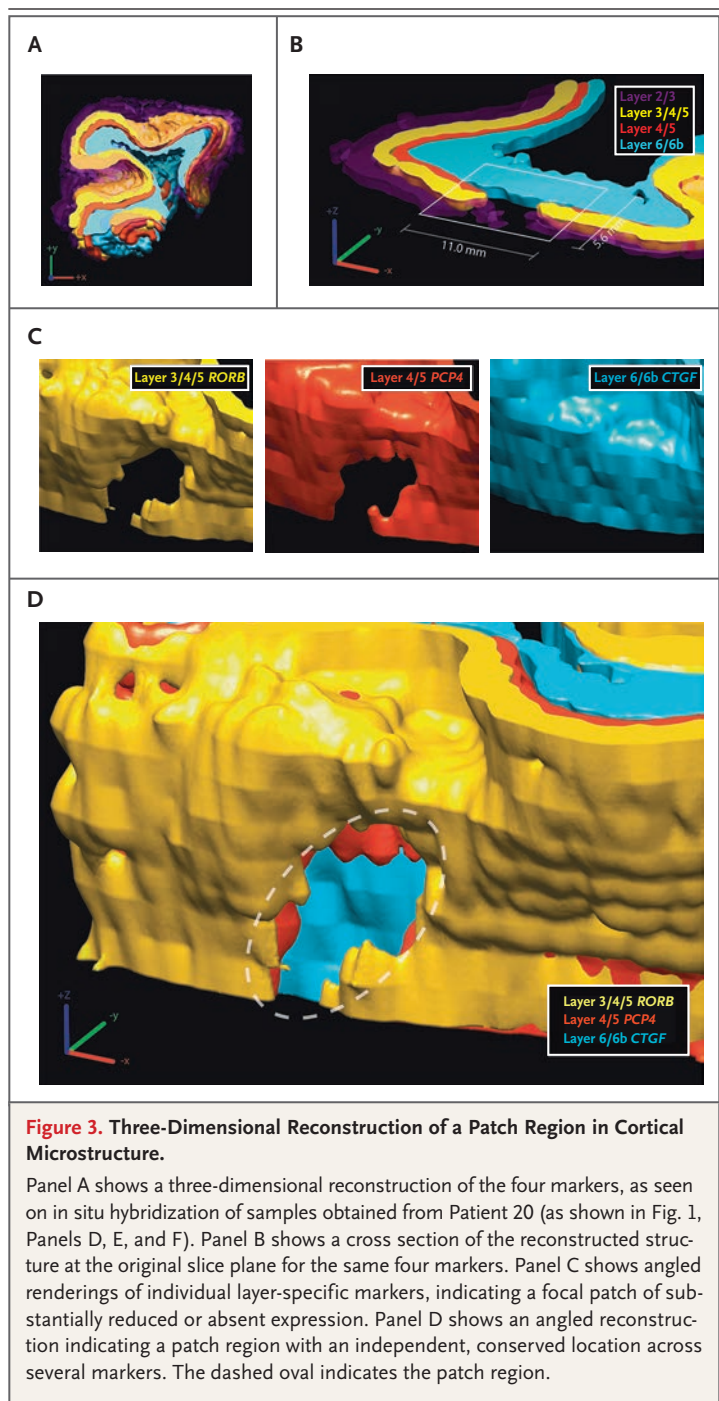 A
+y
+x
B
Layer 2/3
Layer 3/4/5
Layer 4/5
Layer 6/6b
+Z
-y
-x
11.0 mm
5.6 mm
C
Layer 3/4/5 RORB
Layer 4/5 PCP4
Layer 6/6b CTGF
D
+Z
-y
-x
Layer 3/4/5 RORB
Layer 4/5 PCP4
Layer 6/6b CTGF
Figure 3. Three-Dimensional Reconstruction of a Patch Region in Cortical
Microstructure.
Panel A shows a three-dimensional reconstruction of the four markers, as seen
on in situ hybridization of samples obtained from Patient 20 (as shown in Fig. 1,
Panels D, E, and F). Panel B shows a cross section of the reconstructed struc-
ture at the original slice plane for the same four markers. Panel C shows angled
renderings of individual layer-specific markers, indicating a focal patch of sub-
stantially reduced or absent expression. Panel D shows an angled reconstruc-
tion indicating a patch region with an independent, conserved location across
several markers. The dashed oval indicates the patch region.